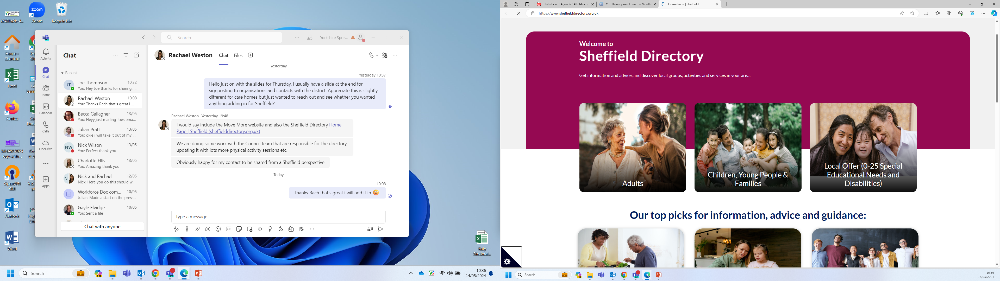 8f431a2b-4...
Zoom
Recycle Bin
Home -
Shortcut
Excel
Firefox
MHAW 2024
logo with ...
OpenVPN
GUI
Outlook
Word
Katy
Stockdal...
Search
Yorkshire Spor...
Activity
Chat
Teams
Calendar
Calls
OneDrive
Apps
Chat
Recent
Joe Thompson 10:32
You: Hey Joe thanks for sharing, ...
Rachael Weston 10:08
You: Thanks Rach that's great i ...
Becca Gallagher 13/05
You: Heyy just reading Joes ema...
Julian Pratt 13/05
You: okie i will take it out of my ...
Nick Wilson 13/05
You: Perfect thank you
Charlotte Ellis 13/05
You: Amazing thank you
Nick and Rachael 12/05
Nick: Here you go this should w...
Workforce Doc com... 10/05
Julian: Made a start on the press...
Gayle Elvidge 10/05
You: Sent a file
Chat with anyone
Rachael Weston Chat Files
Yesterday
Yesterday 10:37
Hello just on with the slides for Thursday, i usually have a slide at the end for
signposting to organisations and contacts with the district. Appreciate this is slightly
different for care homes but just wanted to reach out and see whether you wanted
anything adding in for Sheffield?
Rachael Weston Yesterday 19:48
I would say include the Move More website and also the Sheffield Directory Home
Page | Sheffield (sheffielddirectory.org.uk)
We are doing some work with the Council team that are responsible for the directory,
updating it with lots more physical activity sessions etc.
Obviously happy for my contact to be shared from a Sheffield perspective
Today
10:08
Thanks Rach that's great i will add it in
Type a message
Search
10:36
14/05/2024
Skills board Agenda 14th May.pd
YSF Development Team – Month
Home Page | Sheffield
https://www.sheffielddirectory.org.uk
Welcome to
Sheffield Directory
Get information and advice, and discover local groups, activities and services in your area.
Adults
Children, Young People &
Families
Local Offer (0-25 Special
Educational Needs and
Disabilities)
Our top picks for information, advice and guidance:
Search
10:36
14/05/2024